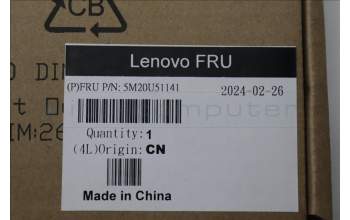 CB
Lenovo FRU
(P)FRU P/N: 5M20U51141
2024-02-26
Quantity:1
(4L)Origin: CN
Made in China